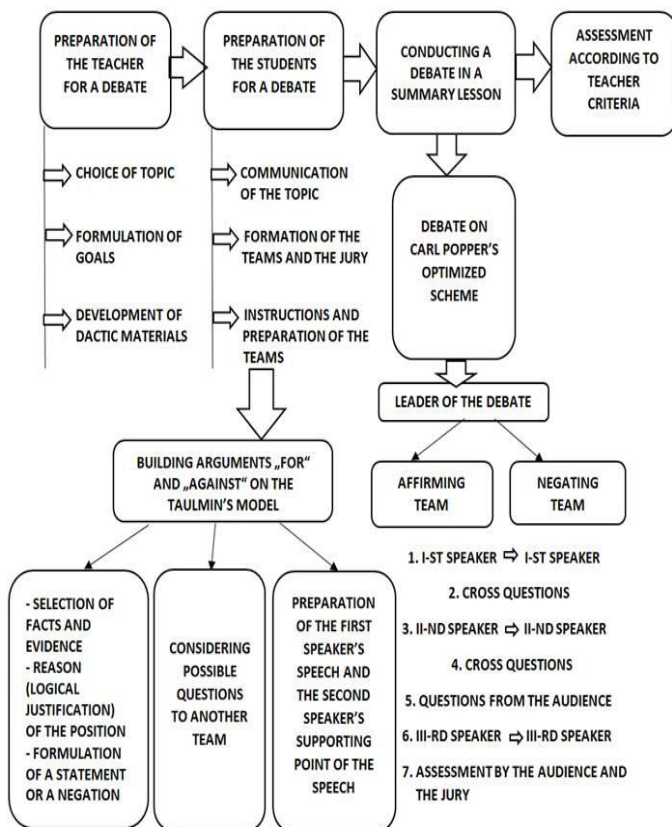 PREPARATION OF
THE TEACHER
FOR A DEBATE
PREPARATION OF
THE STUDENTS
FOR A DEBATE
CONDUCTING A
DEBATE IN A
SUMMARY LESSON
ASSESSMENT
ACCORDING TO
TEACHER
CRITERIA
CHOICE OF TOPIC
FORMULATION OF
GOALS
DEVELOPMENT OF
DACTIC MATERIALS
COMMUNICATION
OF THE TOPIC
FORMATION OF THE
TEAMS AND THE JURY
INSTRUCTIONS AND
PREPARATION OF THE
TEAMS
DEBATE ON
CARL POPPER'S
OPTIMIZED
SCHEME
LEADER OF THE DEBATE
AFFIRMING
TEAM
NEGATING
TEAM
BUILDING ARGUMENTS „FOR“
AND „AGAINST“ ON THE
TAULMIN'S MODEL
- SELECTION OF
FACTS AND
EVIDENCE
- REASON
(LOGICAL
JUSTIFICATION)
OF THE POSITION
- FORMULATION
OF A STATEMENT
OR A NEGATION
CONSIDERING
POSSIBLE
QUESTIONS
TO ANOTHER
TEAM
PREPARATION
OF THE FIRST
SPEAKER'S
SPEECH AND
THE SECOND
SPEAKER'S
SUPPORTING
POINT OF THE
SPEECH
1. I-ST SPEAKER ⇨ I-ST SPEAKER
2. CROSS QUESTIONS
3. II-ND SPEAKER ⇨ II-ND SPEAKER
4. CROSS QUESTIONS
5. QUESTIONS FROM THE AUDIENCE
6. III-RD SPEAKER ⇨ III-RD SPEAKER
7. ASSESSMENT BY THE AUDIENCE AND
THE JURY